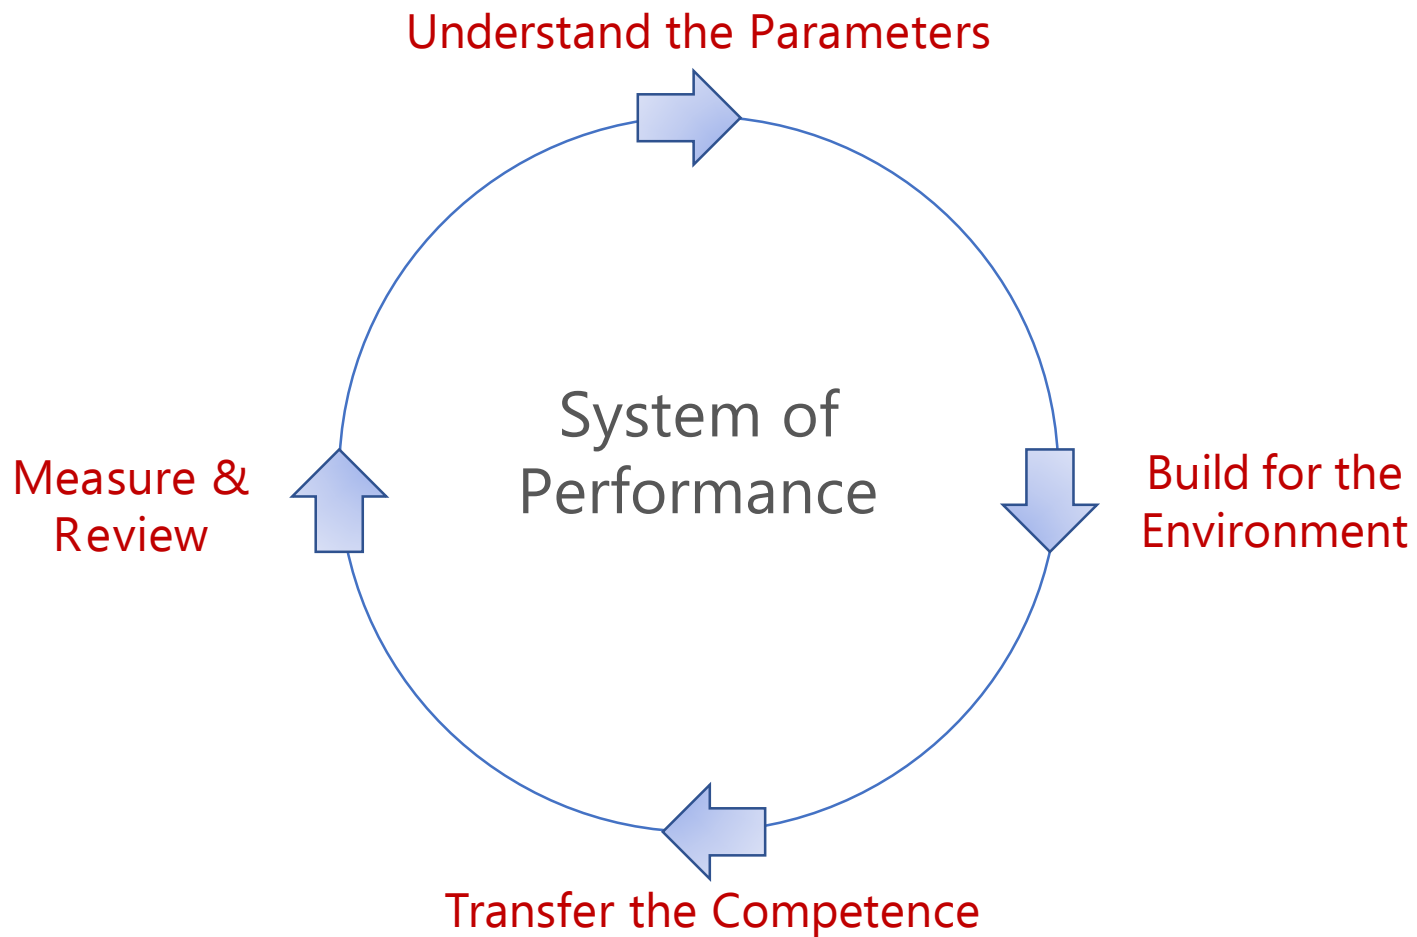 Understand the Parameters
System of
Performance
Measure &
Review
Build for the
Environment
Transfer the Competence